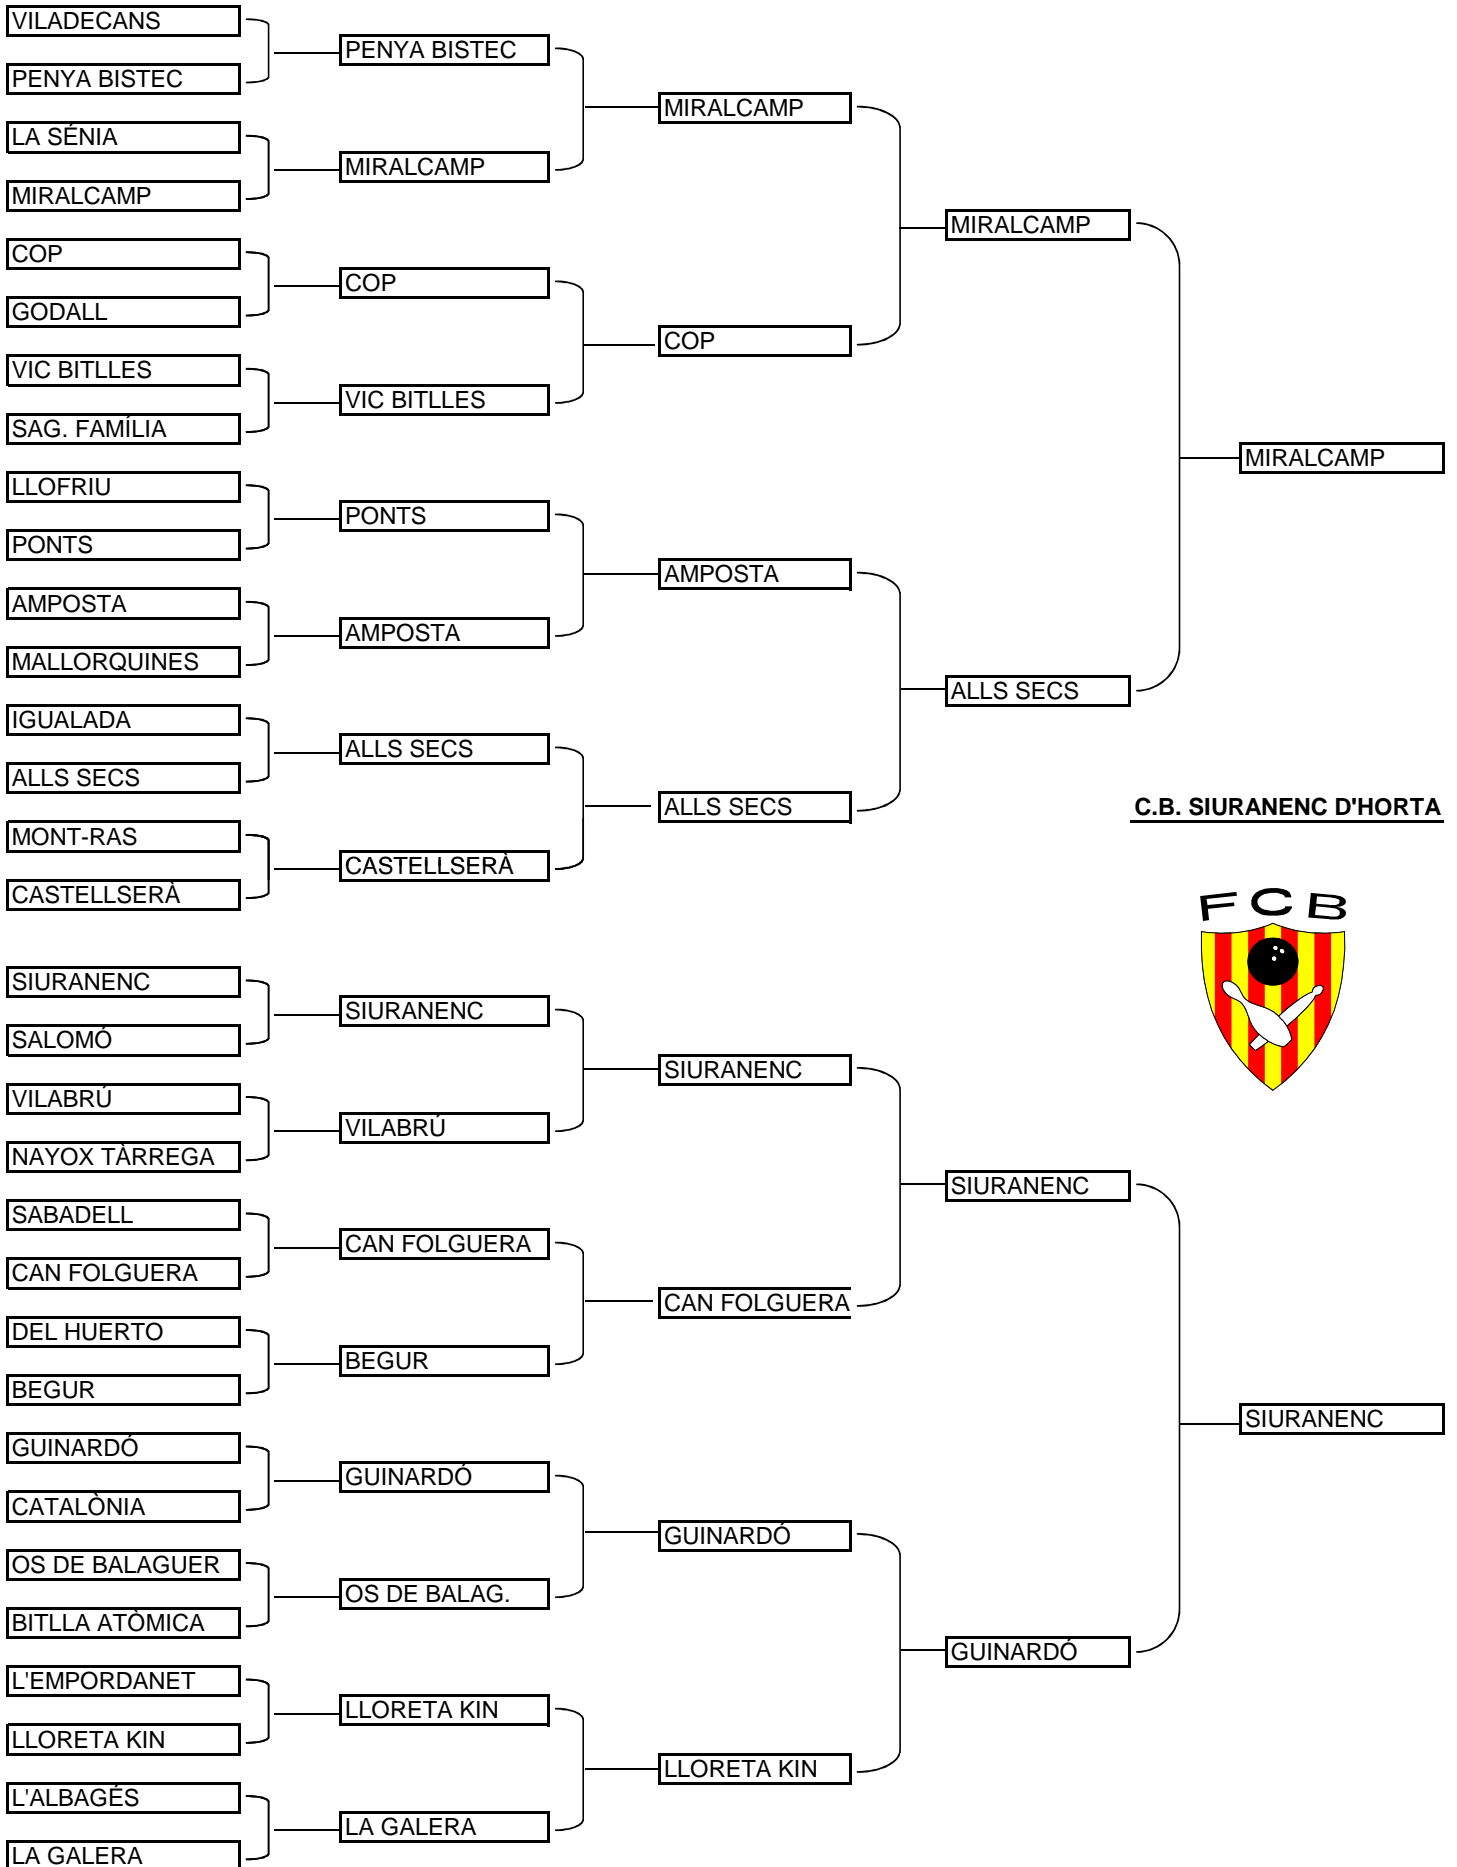 VILADECANS
PENYA BISTEC
LA SÉNIA
MIRALCAMP
COP
GODALL
VIC BITLLES
SAG. FAMÍLIA
LLOFRIU
PONTS
AMPOSTA
MALLORQUINES
IGUALADA
ALLS SECS
MONT-RAS
CASTELLSERÀ
SIURANENC
SALOMÓ
VILABRÚ
NAYOX TÀRREGA
SABADELL
CAN FOLGUERA
DEL HUERTO
BEGUR
GUINARDÓ
CATALÒNIA
OS DE BALAGUER
BITLLA ATÒMICA
L'EMPORDANET
LLORETA KIN
L'ALBAGÉS
LA GALERA
PENYA BISTEC
MIRALCAMP
COP
VIC BITLLES
PONTS
AMPOSTA
ALLS SECS
CASTELLSERÀ
SIURANENC
VILABRÚ
CAN FOLGUERA
BEGUR
GUINARDÓ
OS DE BALAG.
LLORETA KIN
LA GALERA
MIRALCAMP
COP
AMPOSTA
ALLS SECS
SIURANENC
CAN FOLGUERA
GUINARDÓ
LLORETA KIN
MIRALCAMP
ALLS SECS
SIURANENC
GUINARDÓ
MIRALCAMP
SIURANENC
C.B. SIURANENC D'HORTA
FCB